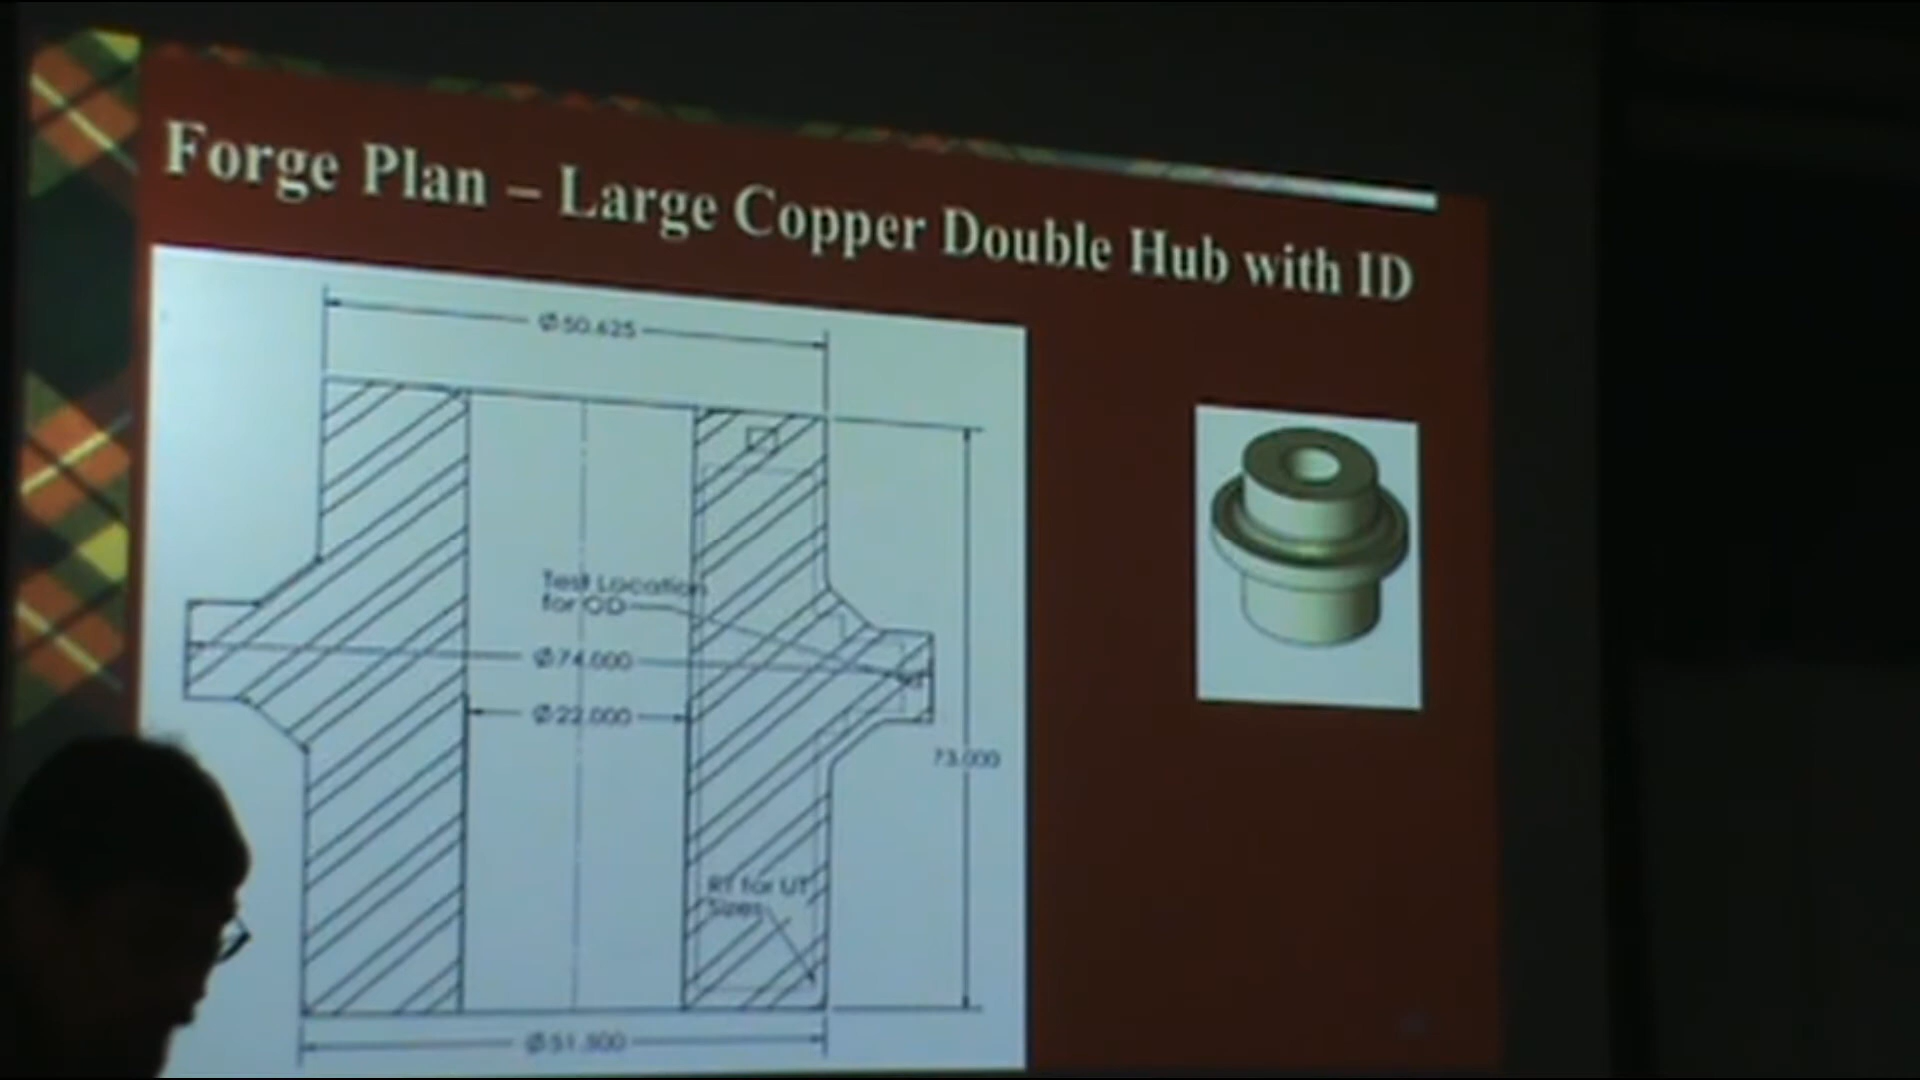 Forge Plan – Large Copper Double Hub with ID
Ø50.625
Test Location
for OD
Ø74.000
Ø22.000
73.000
RT for UT
Sizes
Ø51.500